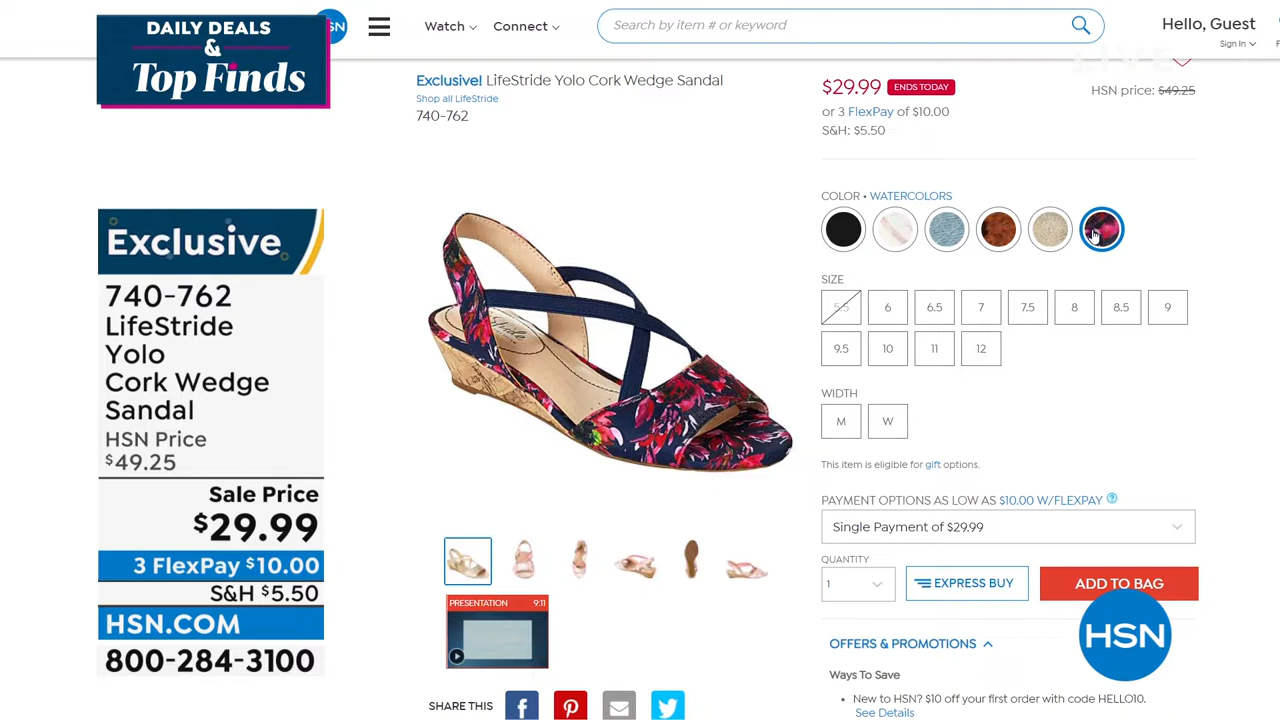 DAILY DEALS
&
Top Finds
HSN
Watch
Connect
Search by item # or keyword
Hello, Guest
Sign In
LIVE
Exclusive! LifeStride Yolo Cork Wedge Sandal
Shop all LifeStride
740-762
$29.99 ENDS TODAY
HSN price: $49.25
or 3 FlexPay of $10.00
S&H: $5.50
COLOR • WATERCOLORS
SIZE
5.5 6 6.5 7 7.5 8 8.5 9
9.5 10 11 12
WIDTH
M W
This item is eligible for gift options.
PAYMENT OPTIONS AS LOW AS $10.00 W/FLEXPAY ?
Single Payment of $29.99
QUANTITY
1
EXPRESS BUY
ADD TO BAG
OFFERS & PROMOTIONS
Ways To Save
• New to HSN? $10 off your first order with code HELLO10.
See Details
HSN
PRESENTATION 9:11
SHARE THIS
Exclusive
740-762
LifeStride
Yolo
Cork Wedge
Sandal
HSN Price
$49.25
Sale Price
$29.99
3 FlexPay $10.00
S&H $5.50
HSN.COM
800-284-3100